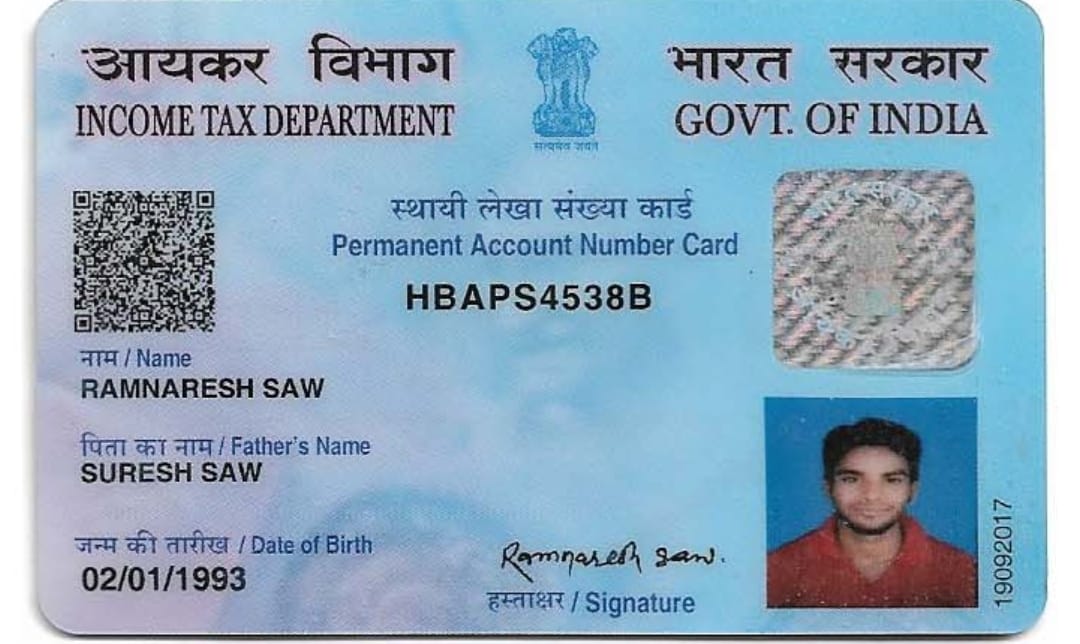 आयकर विभाग
INCOME TAX DEPARTMENT
सत्यमेव जयते
भारत सरकार
GOVT. OF INDIA
स्थायी लेखा संख्या कार्ड
Permanent Account Number Card
HBAPS4538B
नाम / Name
RAMNARESH SAW
पिता का नाम / Father's Name
SURESH SAW
जन्म की तारीख / Date of Birth
02/01/1993
Ramnaresh Saw.
हस्ताक्षर / Signature
19092017